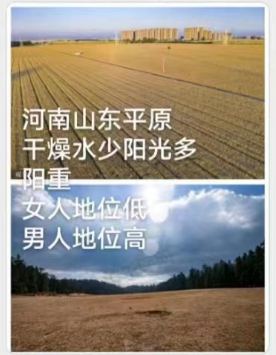 河南山东平原
干燥水少阳光多
阳重
女人地位低
男人地位高